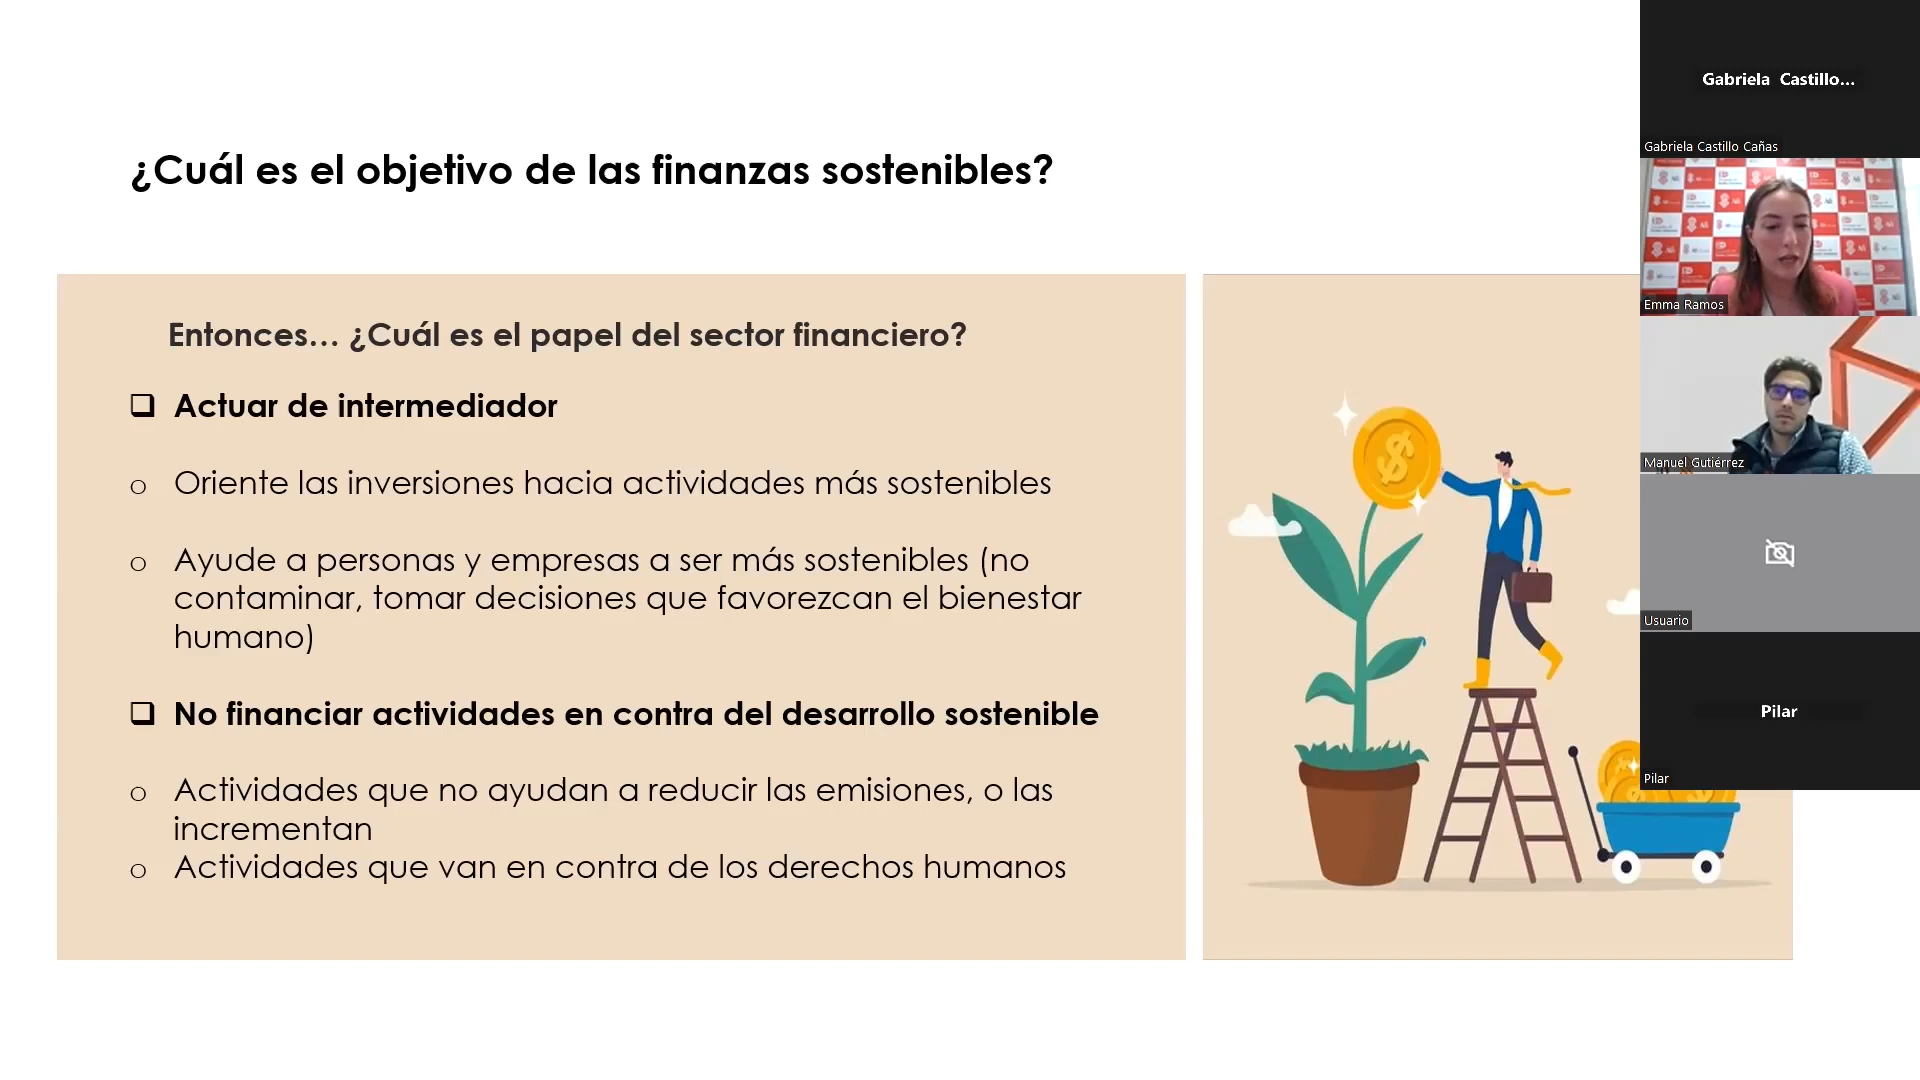 ¿Cuál es el objetivo de las finanzas sostenibles?
Entonces... ¿Cuál es el papel del sector financiero?
❑ Actuar de intermediador
o Oriente las inversiones hacia actividades más sostenibles
o Ayude a personas y empresas a ser más sostenibles (no
contaminar, tomar decisiones que favorezcan el bienestar
humano)
❑ No financiar actividades en contra del desarrollo sostenible
o Actividades que no ayudan a reducir las emisiones, o las
incrementan
o Actividades que van en contra de los derechos humanos
Gabriela Castillo...
Gabriela Castillo Cañas
Emma Ramos
Manuel Gutiérrez
Usuario
Pilar
Pilar